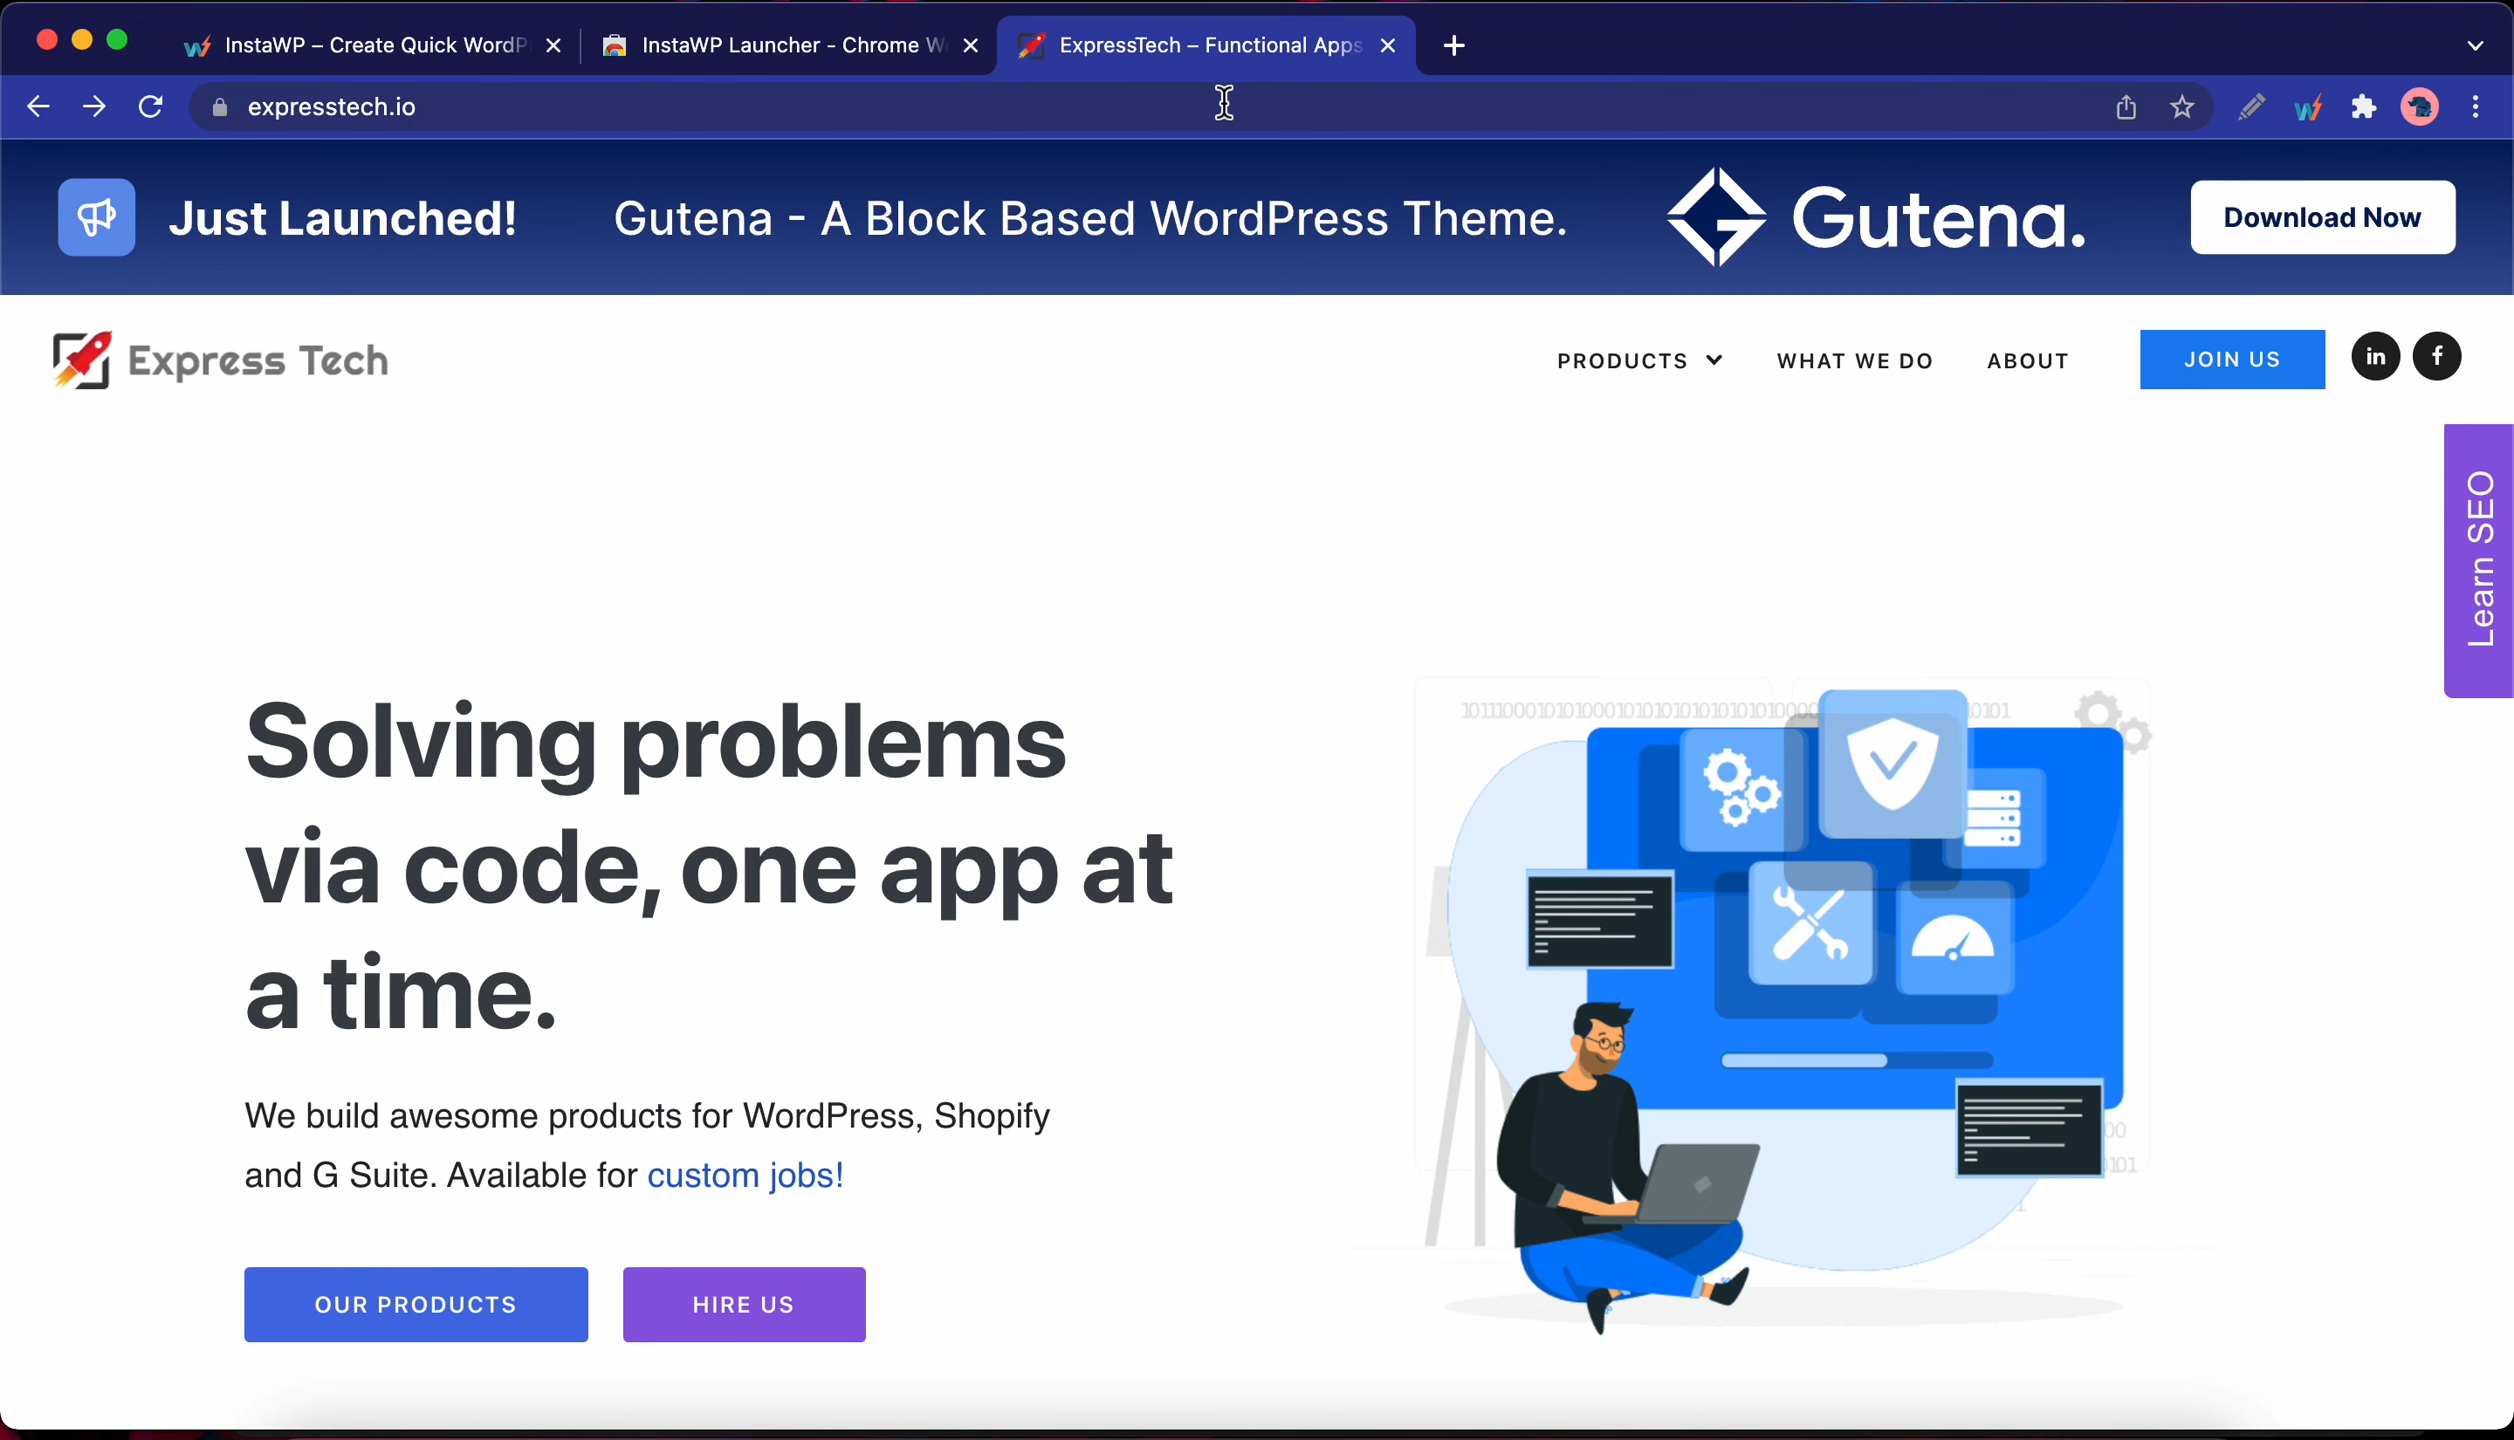 InstaWP – Create Quick WordP
InstaWP Launcher - Chrome W
ExpressTech – Functional Apps
expresstech.io
Just Launched!
Gutena - A Block Based WordPress Theme.
Gutena.
Download Now
Express Tech
PRODUCTS
WHAT WE DO
ABOUT
JOIN US
in
f
Learn SEO
Solving problems
via code, one app at
a time.
We build awesome products for WordPress, Shopify
and G Suite. Available for custom jobs!
OUR PRODUCTS
HIRE US